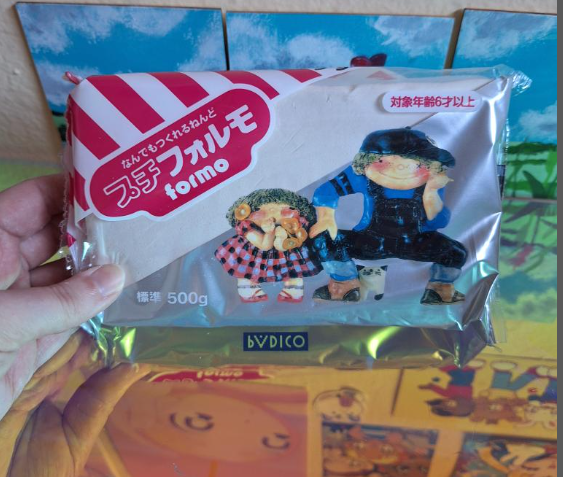 対象年齢6才以上
なんでもつくれるねんど
プチフォルモ
formo
標準 500g
bVDICO